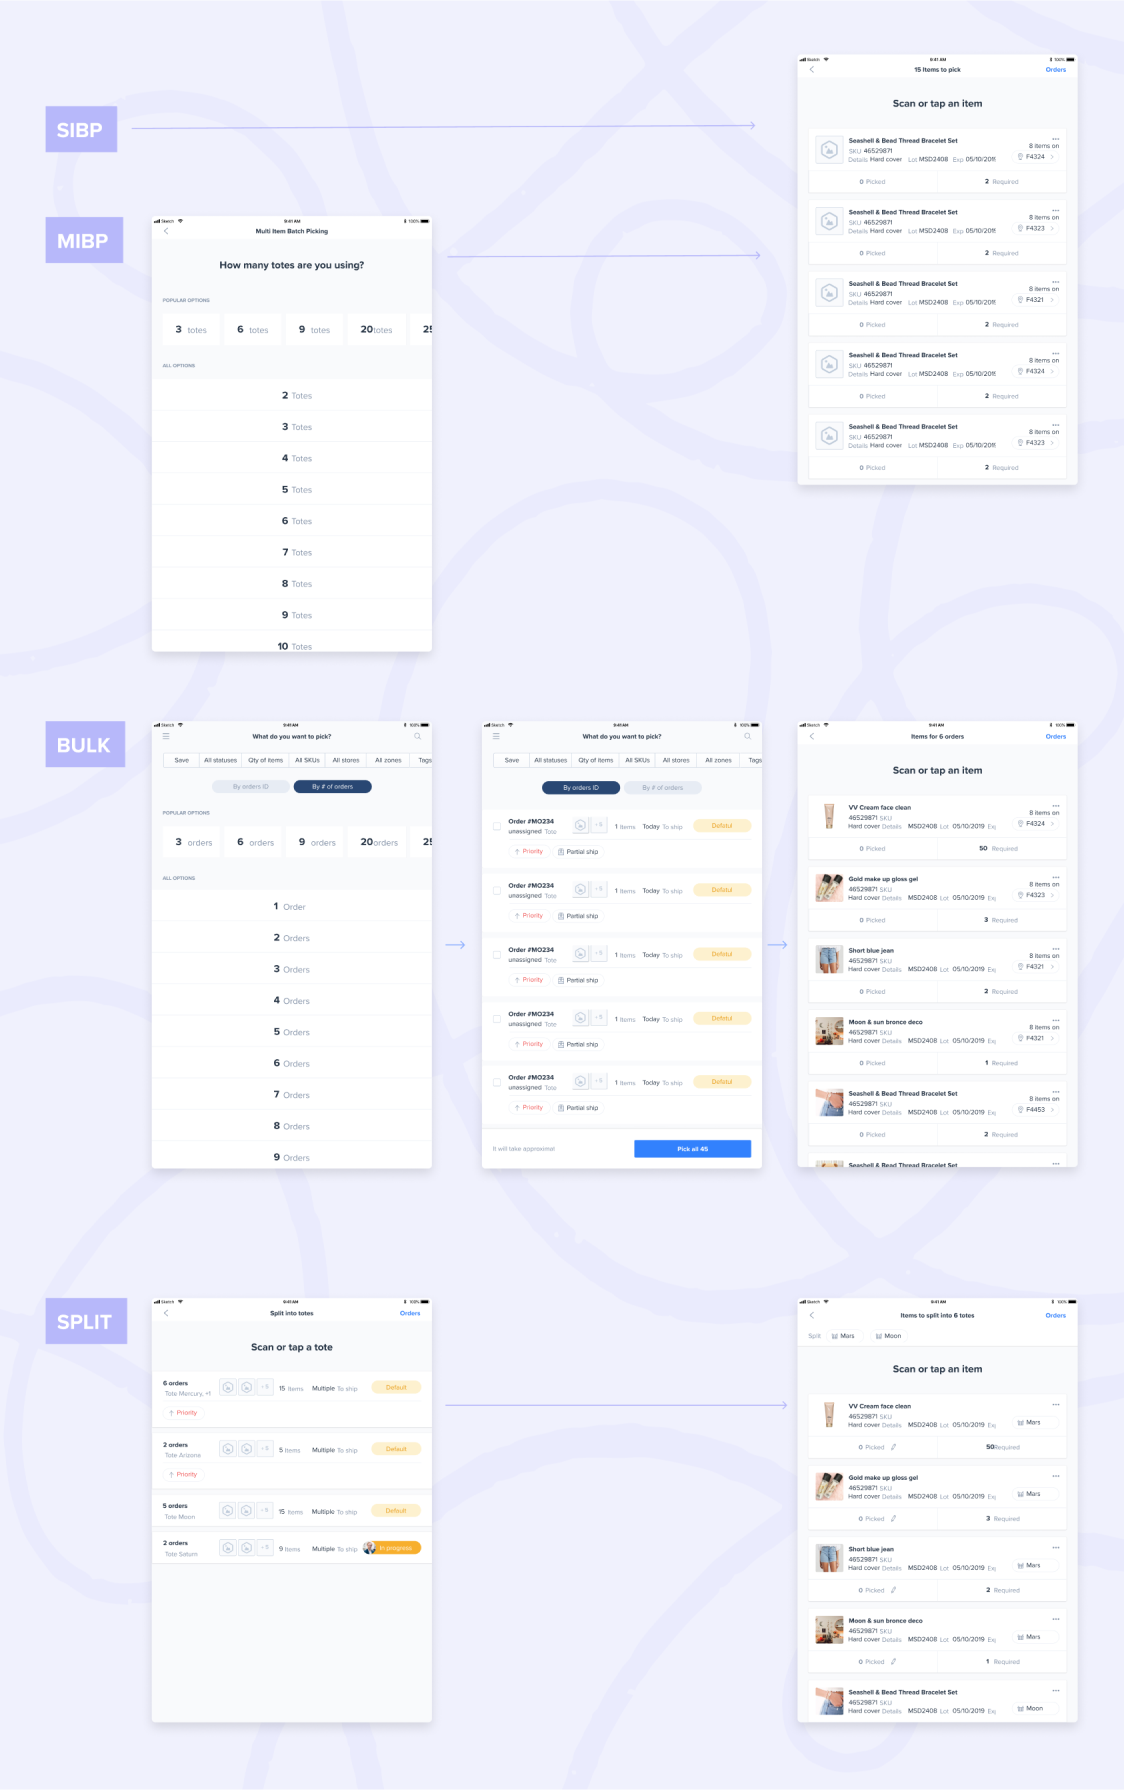 SIBP
Sketch 9:41 AM 100%
15 Items to pick Orders
Scan or tap an item
Seashell & Bead Thread Bracelet Set
SKU 46529871 8 items on
Details Hard cover Lot MSD2408 Exp 05/10/2019 F4324
0 Picked 2 Required
Seashell & Bead Thread Bracelet Set
SKU 46529871 8 items on
Details Hard cover Lot MSD2408 Exp 05/10/2019 F4323
0 Picked 2 Required
Seashell & Bead Thread Bracelet Set
SKU 46529871 8 items on
Details Hard cover Lot MSD2408 Exp 05/10/2019 F4321
0 Picked 2 Required
Seashell & Bead Thread Bracelet Set
SKU 46529871 8 items on
Details Hard cover Lot MSD2408 Exp 05/10/2019 F4324
0 Picked 2 Required
Seashell & Bead Thread Bracelet Set
SKU 46529871 8 items on
Details Hard cover Lot MSD2408 Exp 05/10/2019 F4323
0 Picked 2 Required
MIBP
Sketch 9:41 AM 100%
Multi Item Batch Picking
How many totes are you using?
POPULAR OPTIONS
3 totes 6 totes 9 totes 20totes 25
ALL OPTIONS
2 Totes
3 Totes
4 Totes
5 Totes
6 Totes
7 Totes
8 Totes
9 Totes
10 Totes
BULK
Sketch 9:41 AM 100%
What do you want to pick?
Save All statuses Qty of items All SKUs All stores All zones Tags
By orders ID By # of orders
POPULAR OPTIONS
3 orders 6 orders 9 orders 20orders 25
ALL OPTIONS
1 Order
2 Orders
3 Orders
4 Orders
5 Orders
6 Orders
7 Orders
8 Orders
9 Orders
Sketch 9:41 AM 100%
What do you want to pick?
Save All statuses Qty of items All SKUs All stores All zones Tags
By orders ID By # of orders
Order #MO234
unassigned Tote +5 1 Items Today To ship Defatul
Priority Partial ship
Order #MO234
unassigned Tote +5 1 Items Today To ship Defatul
Priority Partial ship
Order #MO234
unassigned Tote +5 1 Items Today To ship Defatul
Priority Partial ship
Order #MO234
unassigned Tote +5 1 Items Today To ship Defatul
Priority Partial ship
Order #MO234
unassigned Tote +5 1 Items Today To ship Defatul
Priority Partial ship
It will take approximat Pick all 45
Sketch 9:41 AM 100%
Items for 6 orders Orders
Scan or tap an item
VV Cream face clean
46529871 SKU 8 items on
Hard cover Details MSD2408 Lot 05/10/2019 Exp F4324
0 Picked 50 Required
Gold make up gloss gel
46529871 SKU 8 items on
Hard cover Details MSD2408 Lot 05/10/2019 Exp F4323
0 Picked 3 Required
Short blue jean
46529871 SKU 8 items on
Hard cover Details MSD2408 Lot 05/10/2019 Exp F4321
0 Picked 2 Required
Moon & sun bronce deco
46529871 SKU 8 items on
Hard cover Details MSD2408 Lot 05/10/2019 Exp F4321
0 Picked 1 Required
Seashell & Bead Thread Bracelet Set
46529871 SKU 8 items on
Hard cover Details MSD2408 Lot 05/10/2019 Exp F4453
0 Picked 2 Required
Seashell & Bead Thread Bracelet Set
SPLIT
Sketch 9:41 AM 100%
Split into totes Orders
Scan or tap a tote
6 orders
Tote Mercury, +1 +5 15 Items Multiple To ship Default
Priority
2 orders
Tote Arizona +5 5 Items Multiple To ship Default
Priority
5 orders
Tote Moon +5 15 Items Multiple To ship Default
2 orders
Tote Saturn +5 9 Items Multiple To ship In progress
Sketch 9:41 AM 100%
Items to split into 6 totes Orders
Split Mars Moon
Scan or tap an item
VV Cream face clean
46529871 SKU
Hard cover Details MSD2408 Lot 05/10/2019 Exp Mars
0 Picked 50Required
Gold make up gloss gel
46529871 SKU
Hard cover Details MSD2408 Lot 05/10/2019 Exp Mars
0 Picked 3 Required
Short blue jean
46529871 SKU
Hard cover Details MSD2408 Lot 05/10/2019 Exp Mars
0 Picked 2 Required
Moon & sun bronce deco
46529871 SKU
Hard cover Details MSD2408 Lot 05/10/2019 Exp Mars
0 Picked 1 Required
Seashell & Bead Thread Bracelet Set
46529871 SKU
Hard cover Details MSD2408 Lot 05/10/2019 Exp Moon